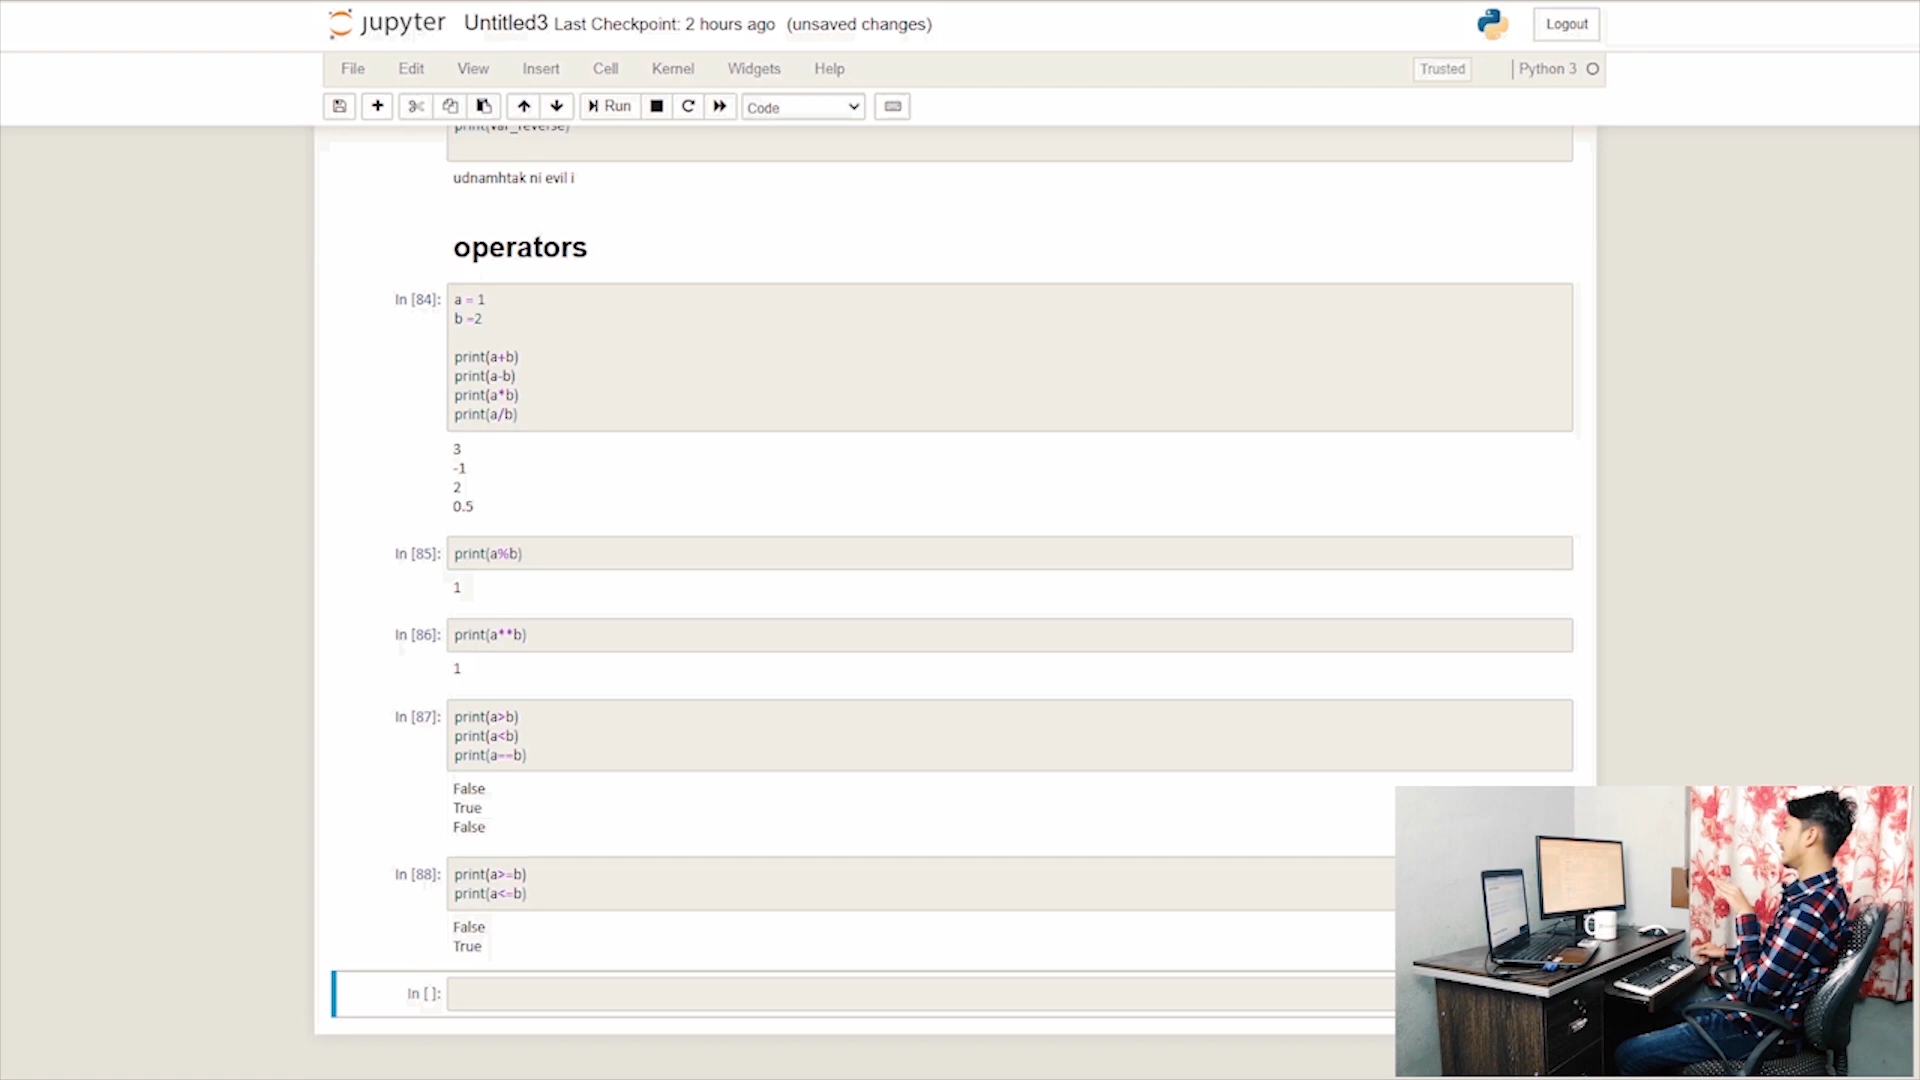 jupyter Untitled3 Last Checkpoint: 2 hours ago (unsaved changes)
Logout
File Edit View Insert Cell Kernel Widgets Help
Trusted
Python 3
Run
Code
print(var_reverse)
udnamhtak ni evil i
operators
In [84]:
a = 1
b =2
print(a+b)
print(a-b)
print(a*b)
print(a/b)
3
-1
2
0.5
In [85]:
print(a%b)
1
In [86]:
print(a**b)
1
In [87]:
print(a>b)
print(a<b)
print(a==b)
False
True
False
In [88]:
print(a>=b)
print(a<=b)
False
True
In [ ]: